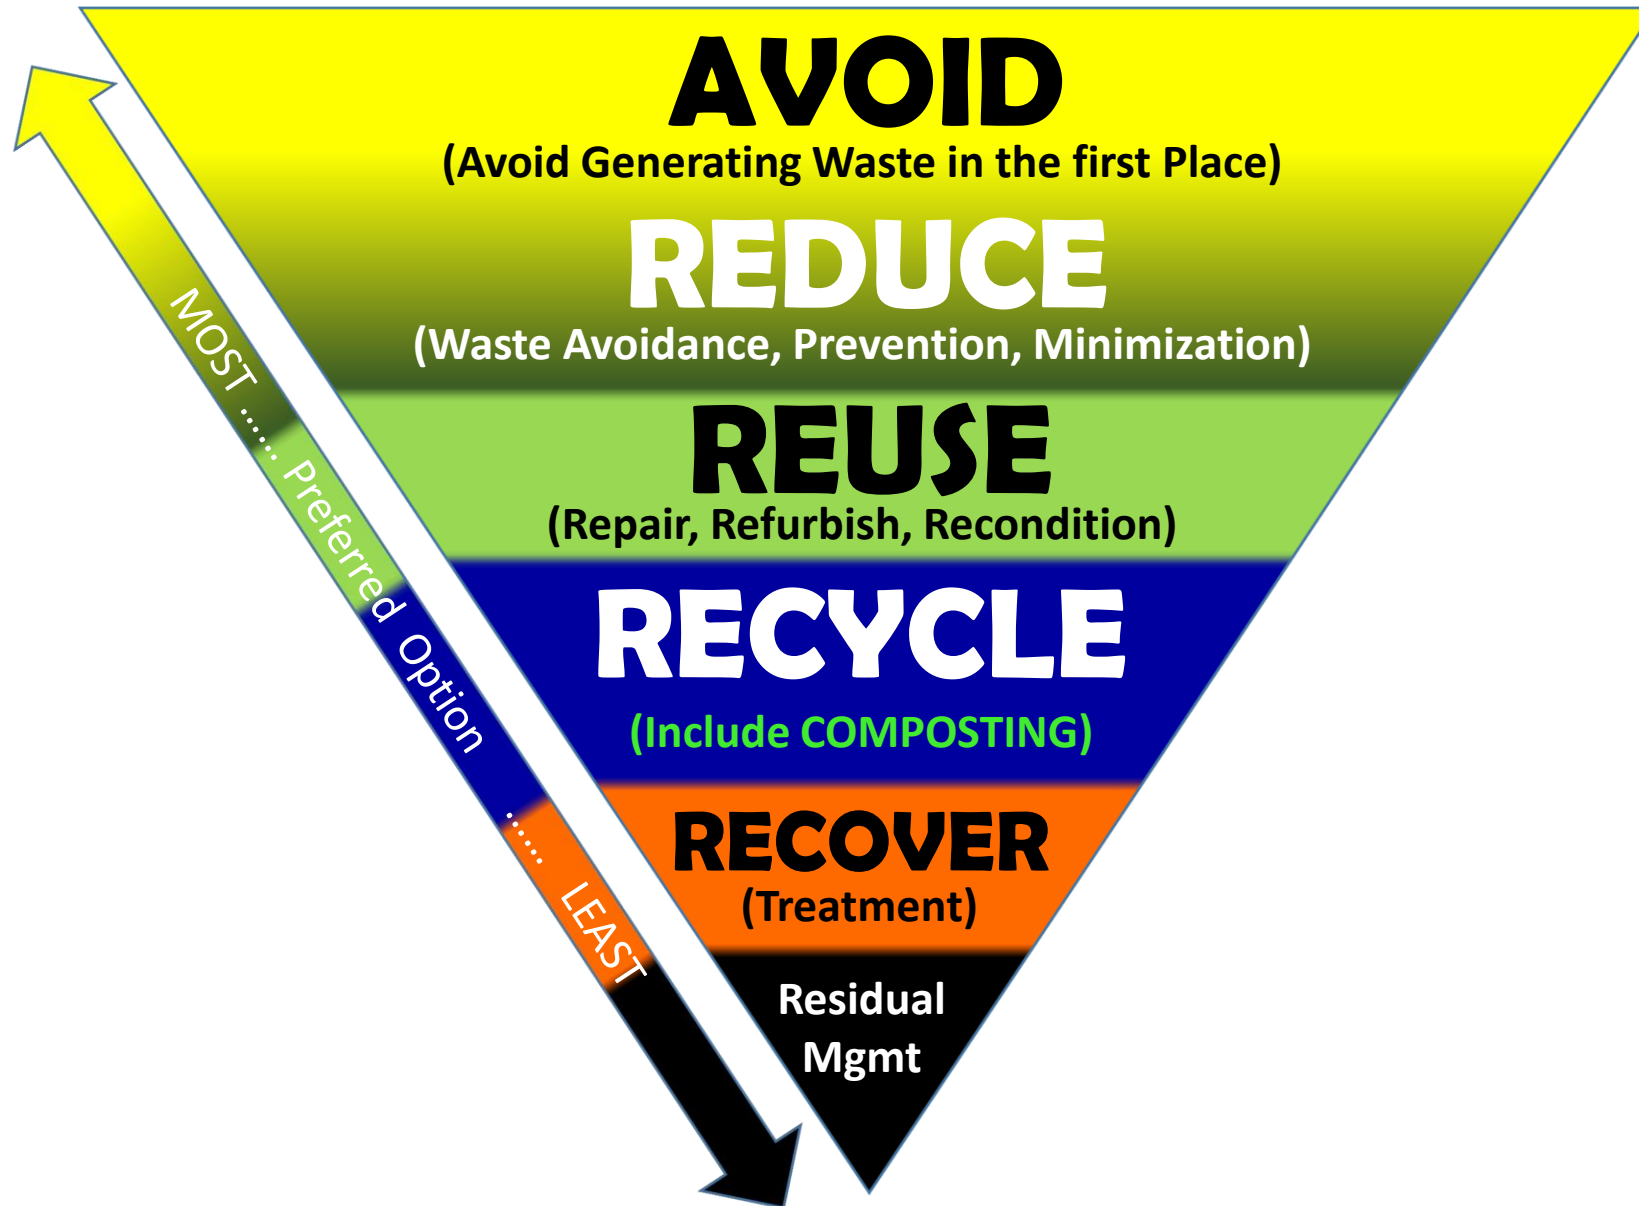 AVOID
(Avoid Generating Waste in the first Place)
REDUCE
(Waste Avoidance, Prevention, Minimization)
REUSE
(Repair, Refurbish, Recondition)
RECYCLE
(Include COMPOSTING)
RECOVER
(Treatment)
Residual
Mgmt
MOST ...... Preferred Option ...... LEAST